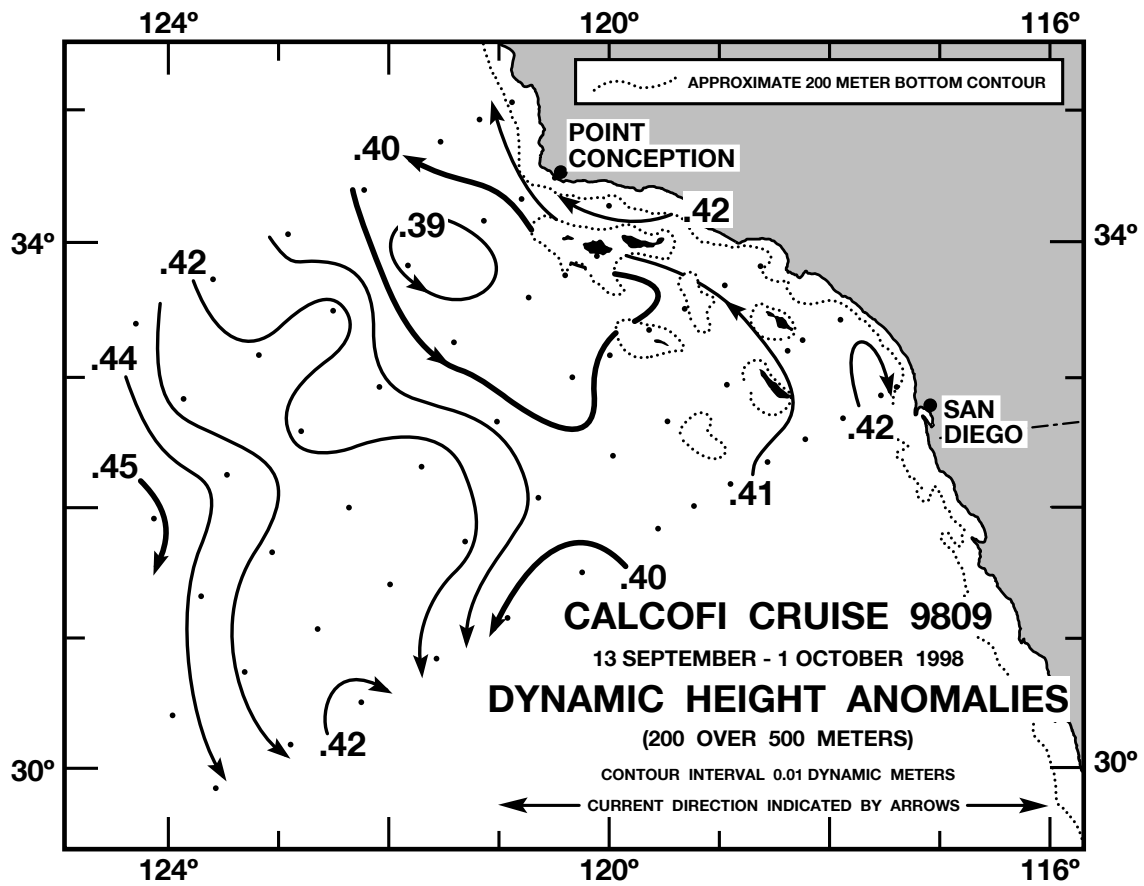 124º 120º 116º
APPROXIMATE 200 METER BOTTOM CONTOUR
POINT
CONCEPTION
.40
.42
.39
34º 34º
.42
.44
SAN
DIEGO
.42
.45
.41
.40
CALCOFI CRUISE 9809
13 SEPTEMBER - 1 OCTOBER 1998
DYNAMIC HEIGHT ANOMALIES
(200 OVER 500 METERS)
.42
30º 30º
CONTOUR INTERVAL 0.01 DYNAMIC METERS
CURRENT DIRECTION INDICATED BY ARROWS
124º 120º 116º